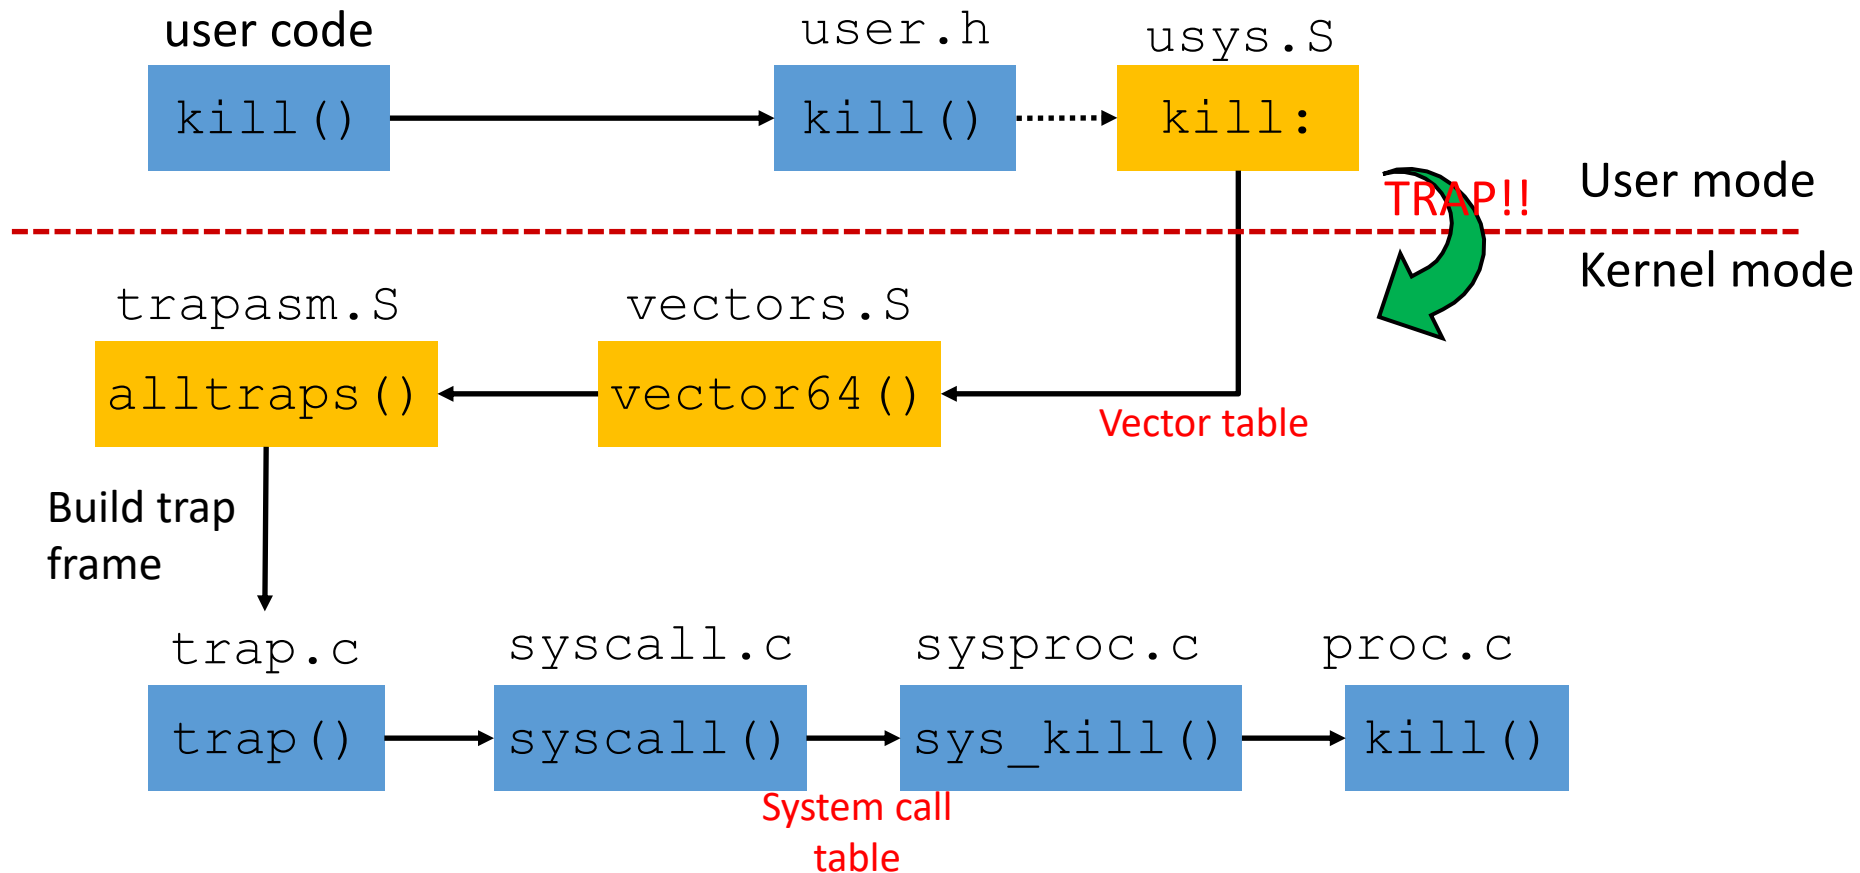 user code
user.h
usys.S
kill()
kill()
kill:
TRAP!!
User mode
Kernel mode
trapasm.S
vectors.S
alltraps()
vector64()
Vector table
Build trap
frame
trap.c
syscall.c
sysproc.c
proc.c
trap()
syscall()
sys_kill()
kill()
System call
table